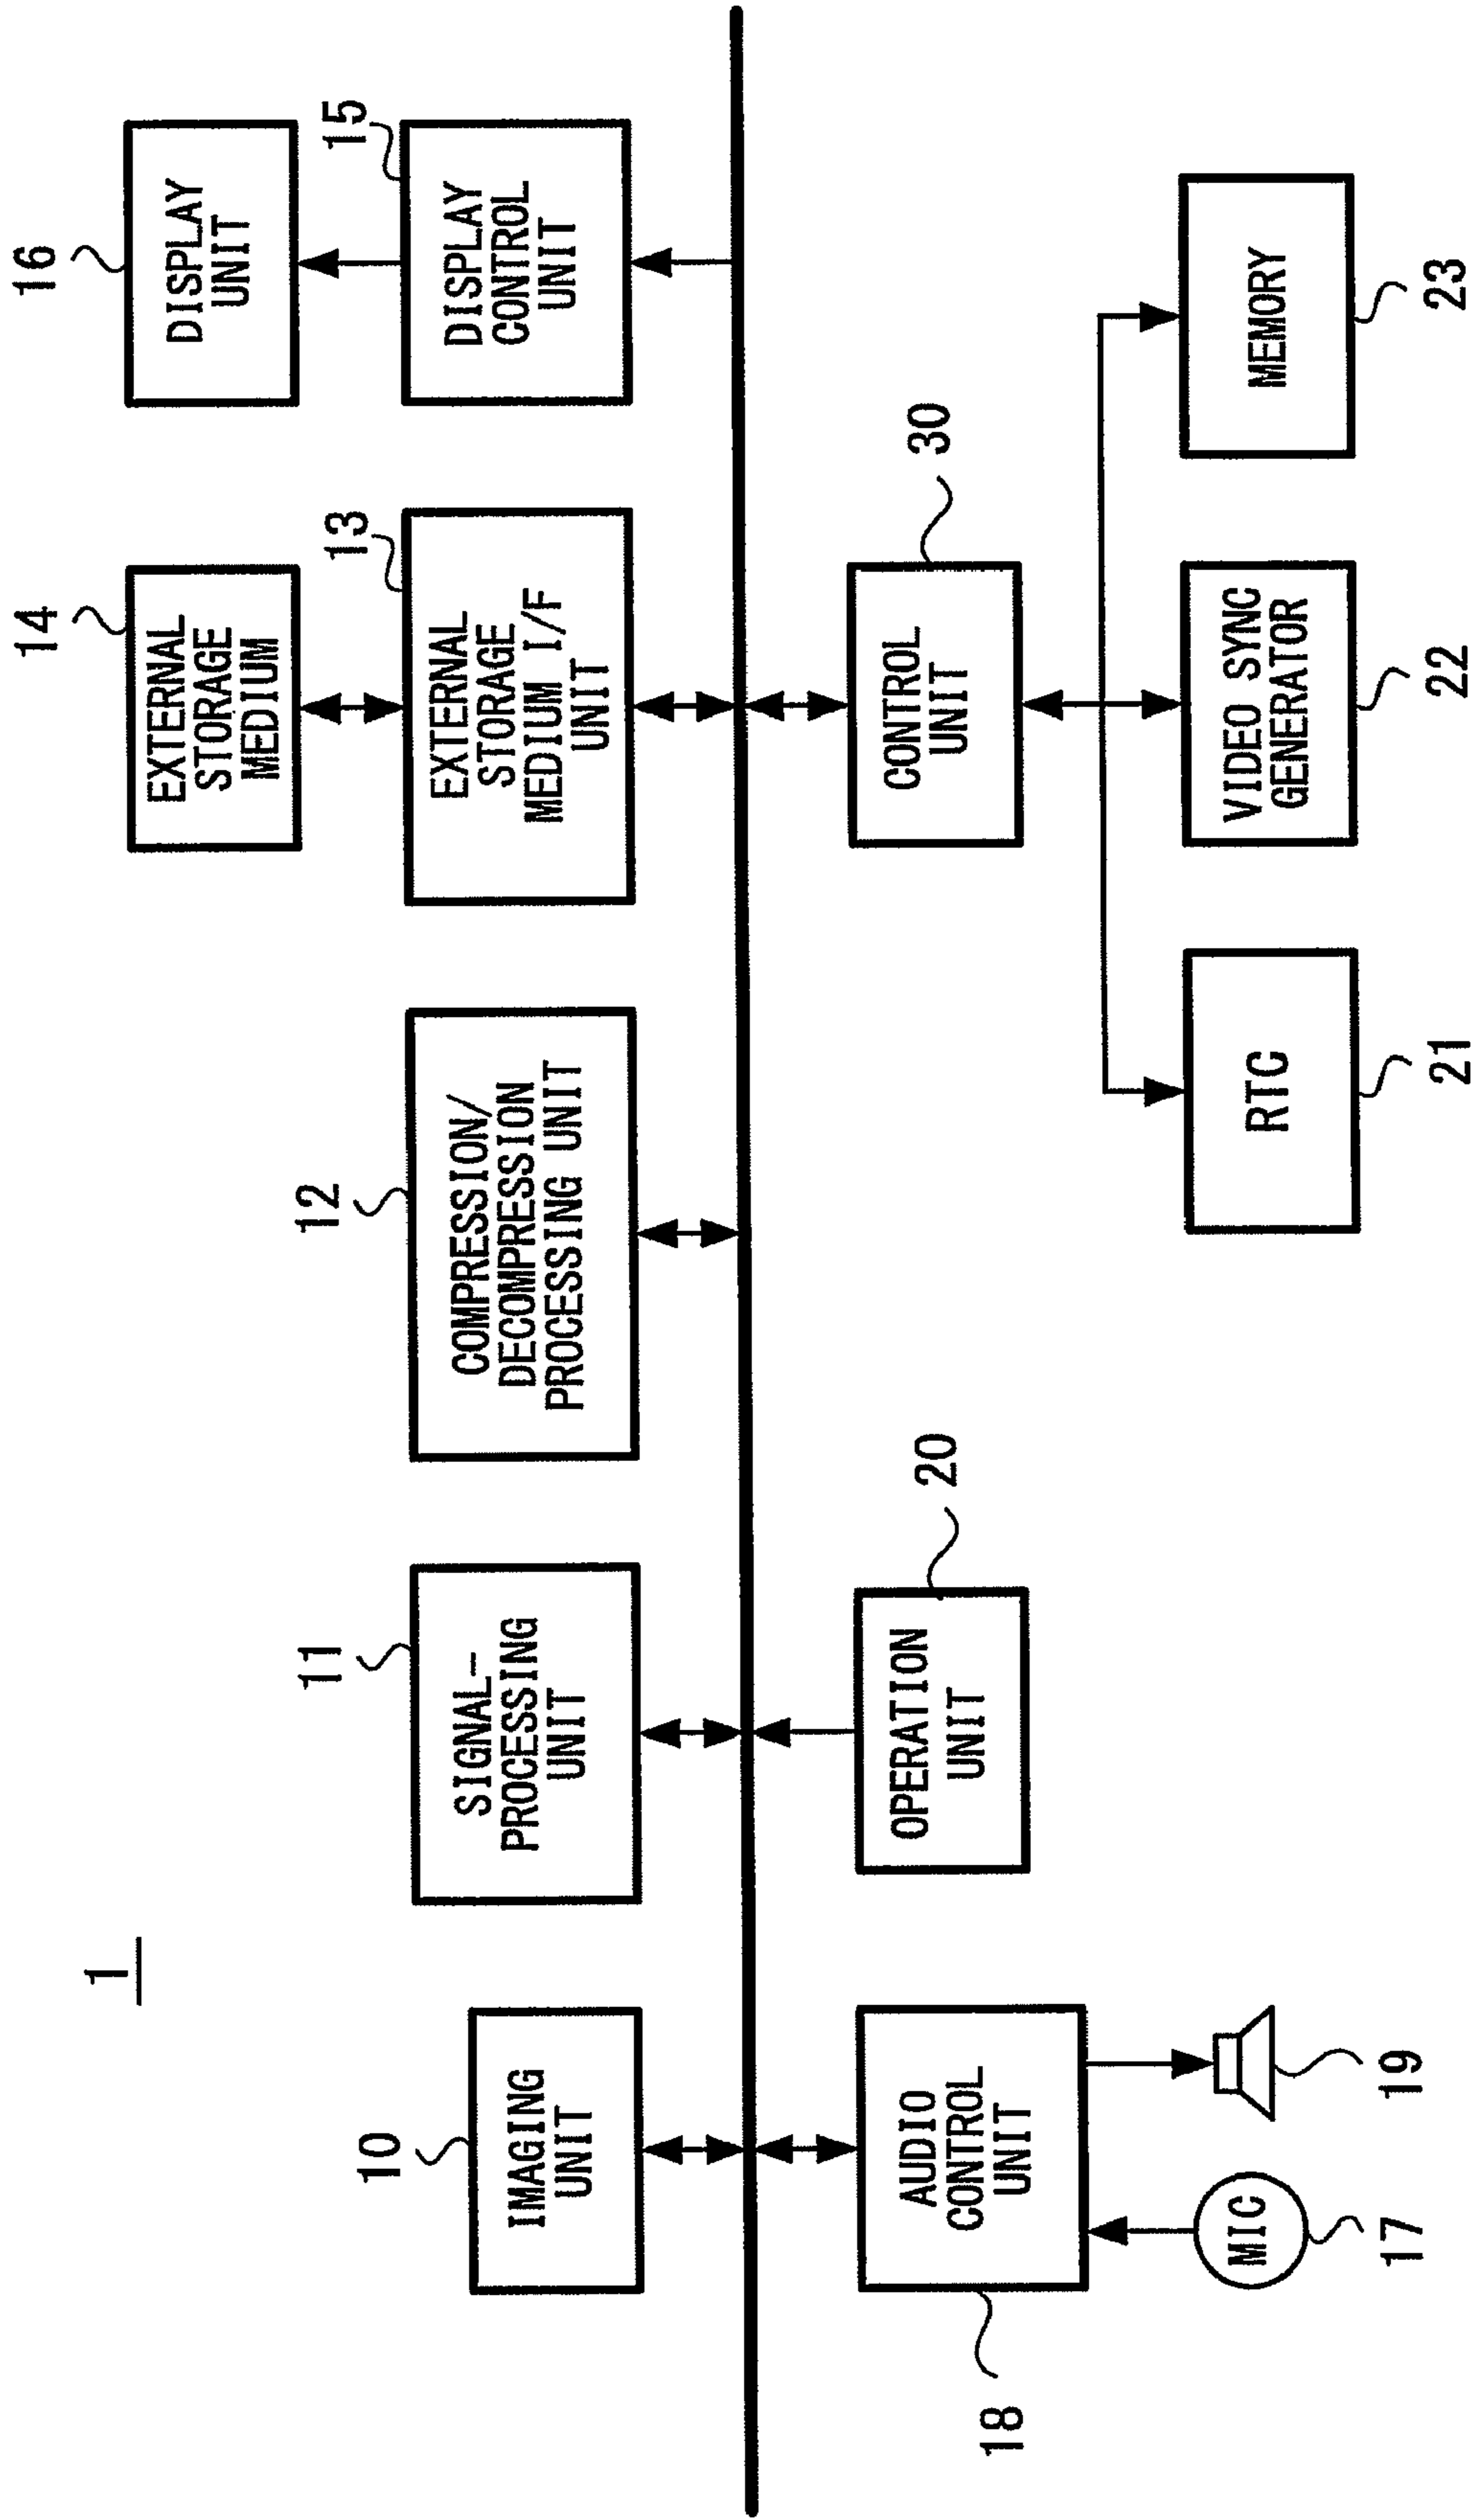 1
10
IMAGING
UNIT
11
SIGNAL-
PROCESSING
UNIT
12
COMPRESSION/
DECOMPRESSION
PROCESSING UNIT
14
EXTERNAL
STORAGE
MEDIUM
13
EXTERNAL
STORAGE
MEDIUM I/F
UNIT
16
DISPLAY
UNIT
15
DISPLAY
CONTROL
UNIT
18
AUDIO
CONTROL
UNIT
MIC
17
19
20
OPERATION
UNIT
30
CONTROL
UNIT
RTC
21
VIDEO SYNC
GENERATOR
22
MEMORY
23